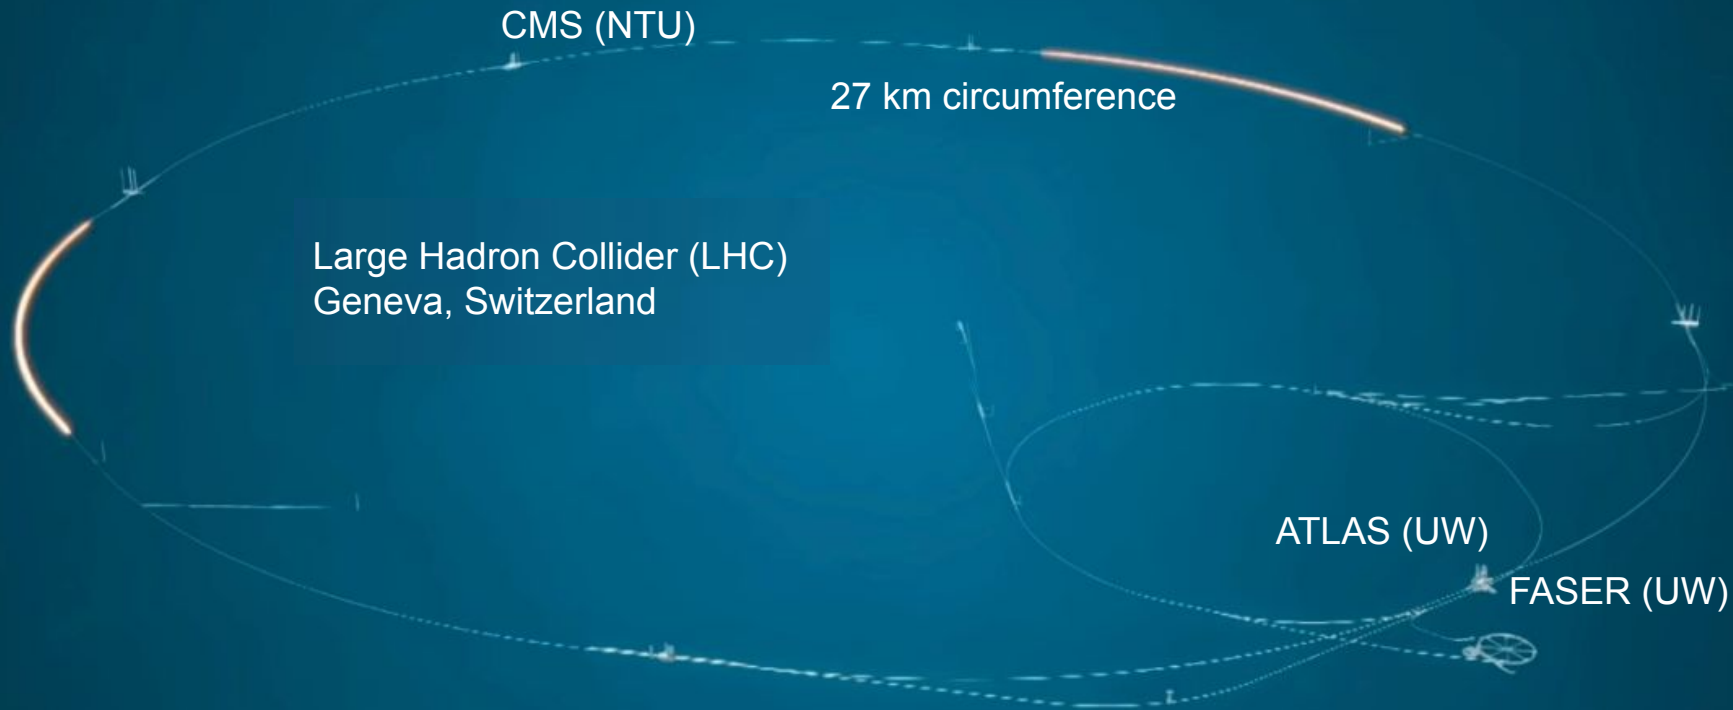 CMS (NTU)
27 km circumference
Large Hadron Collider (LHC)
Geneva, Switzerland
ATLAS (UW)
FASER (UW)